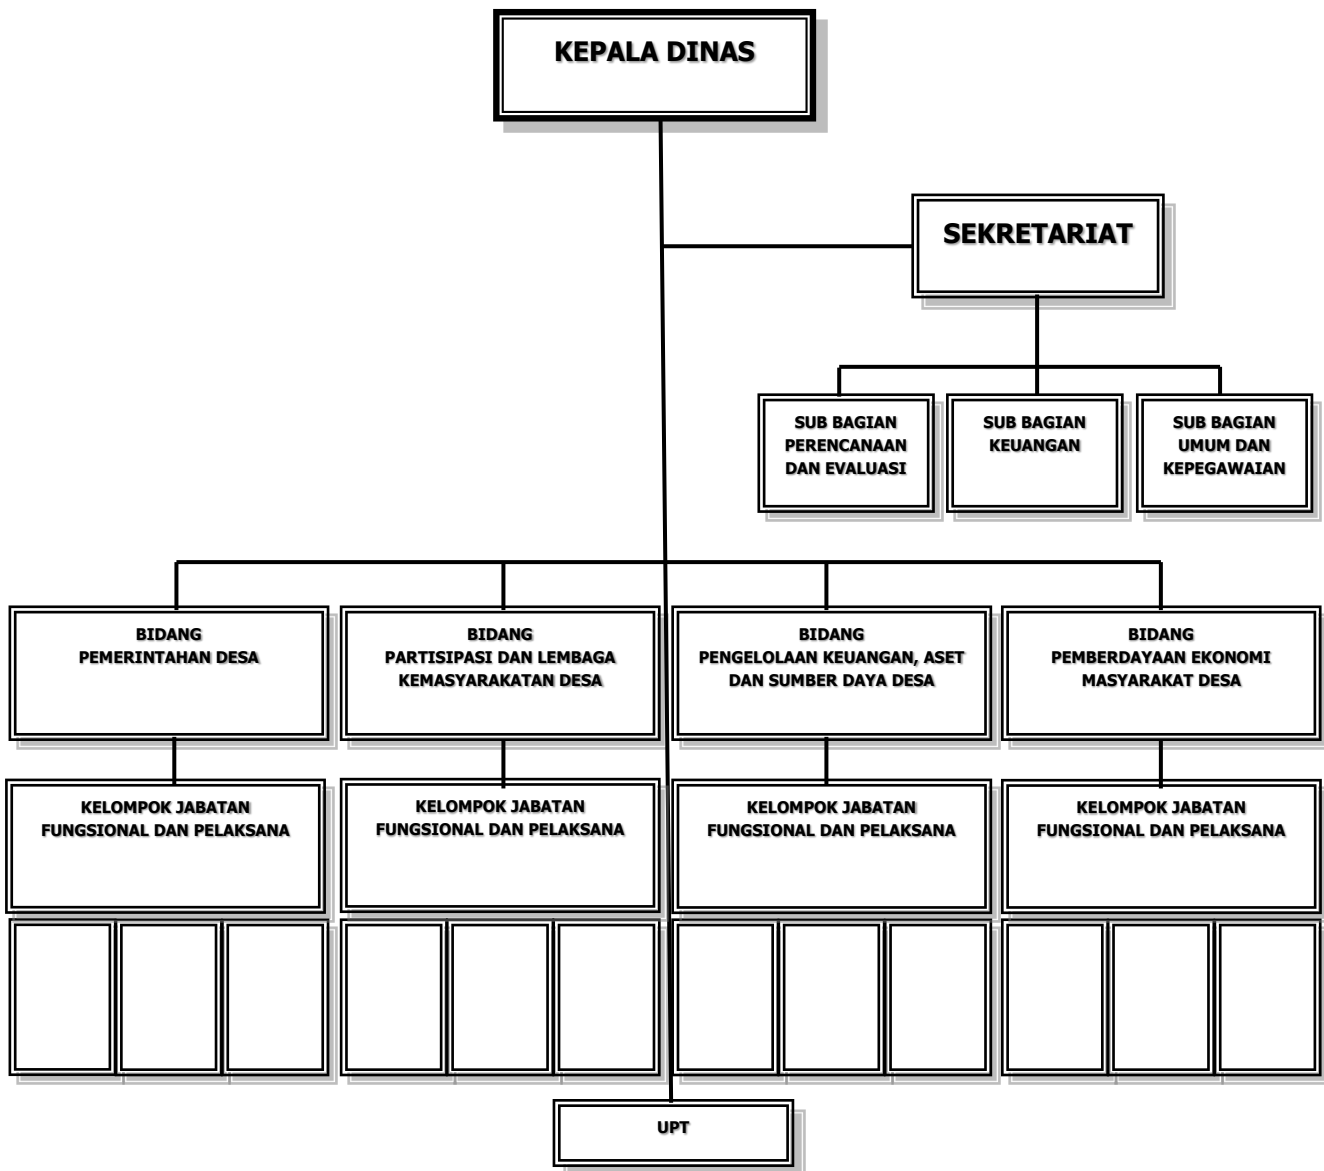 KEPALA DINAS
SEKRETARIAT
SUB BAGIAN
PERENCANAAN
DAN EVALUASI
SUB BAGIAN
KEUANGAN
SUB BAGIAN
UMUM DAN
KEPEGAWAIAN
BIDANG
PEMERINTAHAN DESA
BIDANG
PARTISIPASI DAN LEMBAGA
KEMASYARAKATAN DESA
BIDANG
PENGELOLAAN KEUANGAN, ASET
DAN SUMBER DAYA DESA
BIDANG
PEMBERDAYAAN EKONOMI
MASYARAKAT DESA
KELOMPOK JABATAN
FUNGSIONAL DAN PELAKSANA
KELOMPOK JABATAN
FUNGSIONAL DAN PELAKSANA
KELOMPOK JABATAN
FUNGSIONAL DAN PELAKSANA
KELOMPOK JABATAN
FUNGSIONAL DAN PELAKSANA
UPT